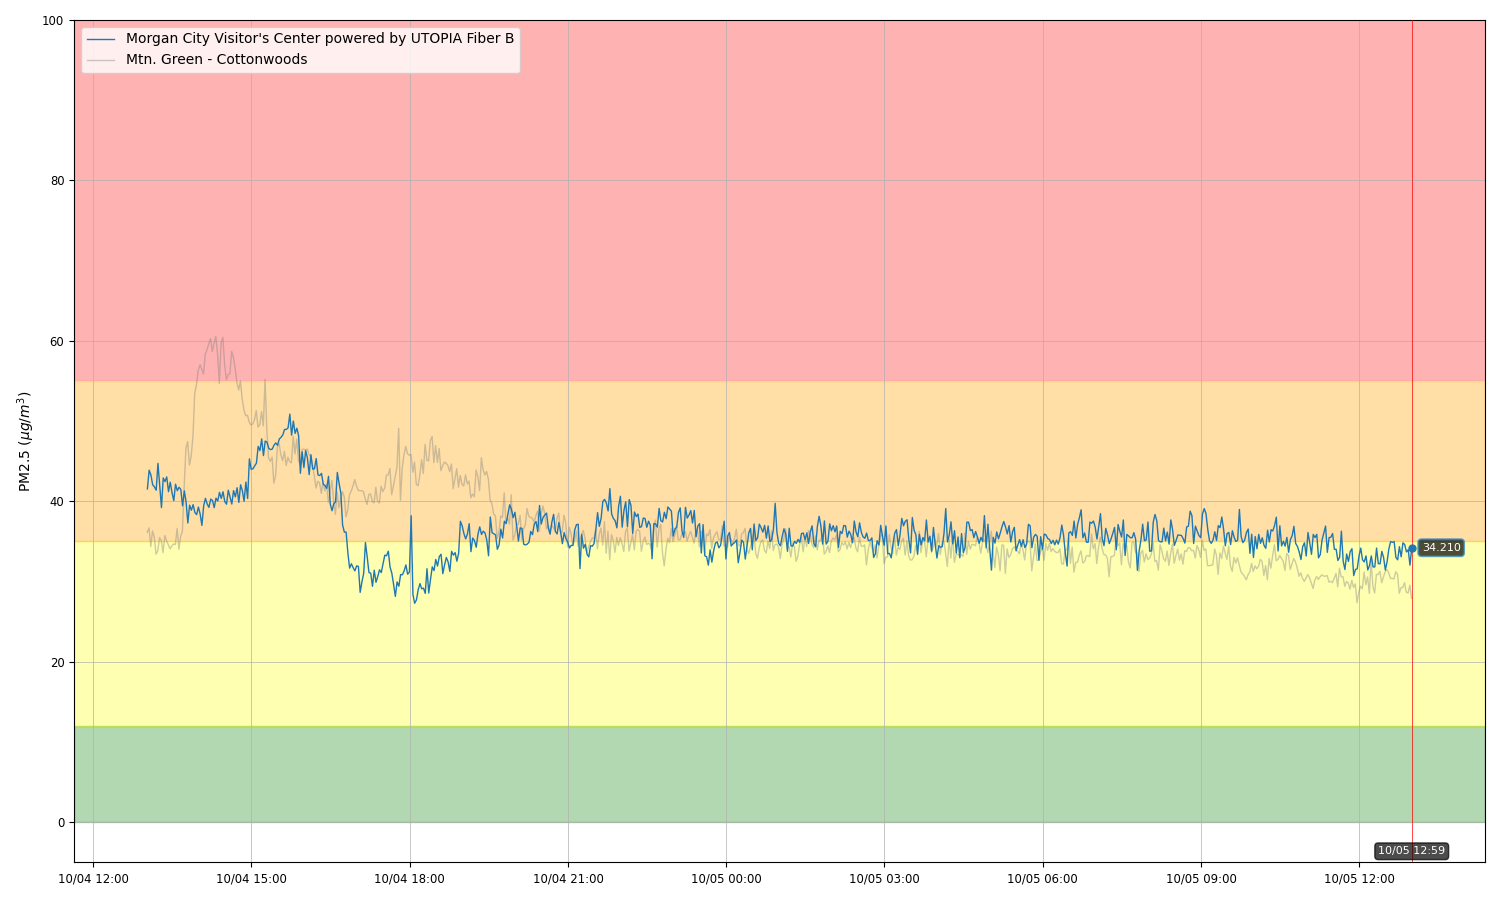 100
Morgan City Visitor's Center powered by UTOPIA Fiber B
Mtn. Green - Cottonwoods
80
60
PM2.5 (μg/m³)
40
34.210
20
0
10/05 12:59
10/04 12:00 10/04 15:00 10/04 18:00 10/04 21:00 10/05 00:00 10/05 03:00 10/05 06:00 10/05 09:00 10/05 12:00